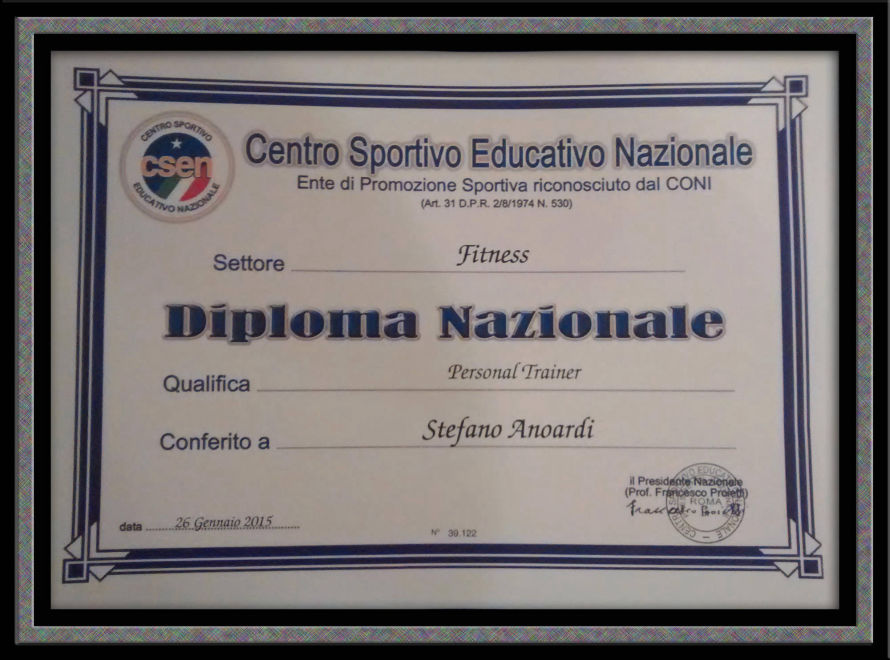 CENTRO SPORTIVO
csen
EDUCATIVO NAZIONALE
Centro Sportivo Educativo Nazionale
Ente di Promozione Sportiva riconosciuto dal CONI
(Art. 31 D.P.R. 2/8/1974 N. 530)
Settore Fitness
Diploma Nazionale
Qualifica Personal Trainer
Conferito a Stefano Anoardi
il Presidente Nazionale
(Prof. Francesco Proietti)
ROMA
data 26 Gennaio 2015
N° 39.122